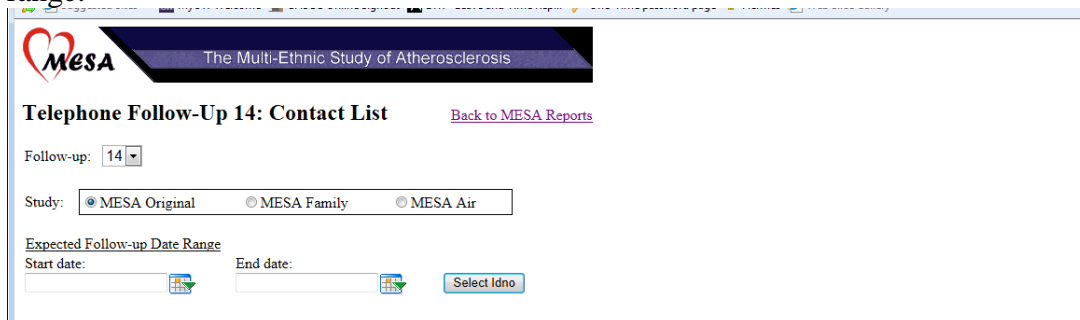 range.
MESA The Multi-Ethnic Study of Atherosclerosis
Telephone Follow-Up 14: Contact List Back to MESA Reports
Follow-up: 14
Study: MESA Original MESA Family MESA Air
Expected Follow-up Date Range
Start date: End date:
Select Idno